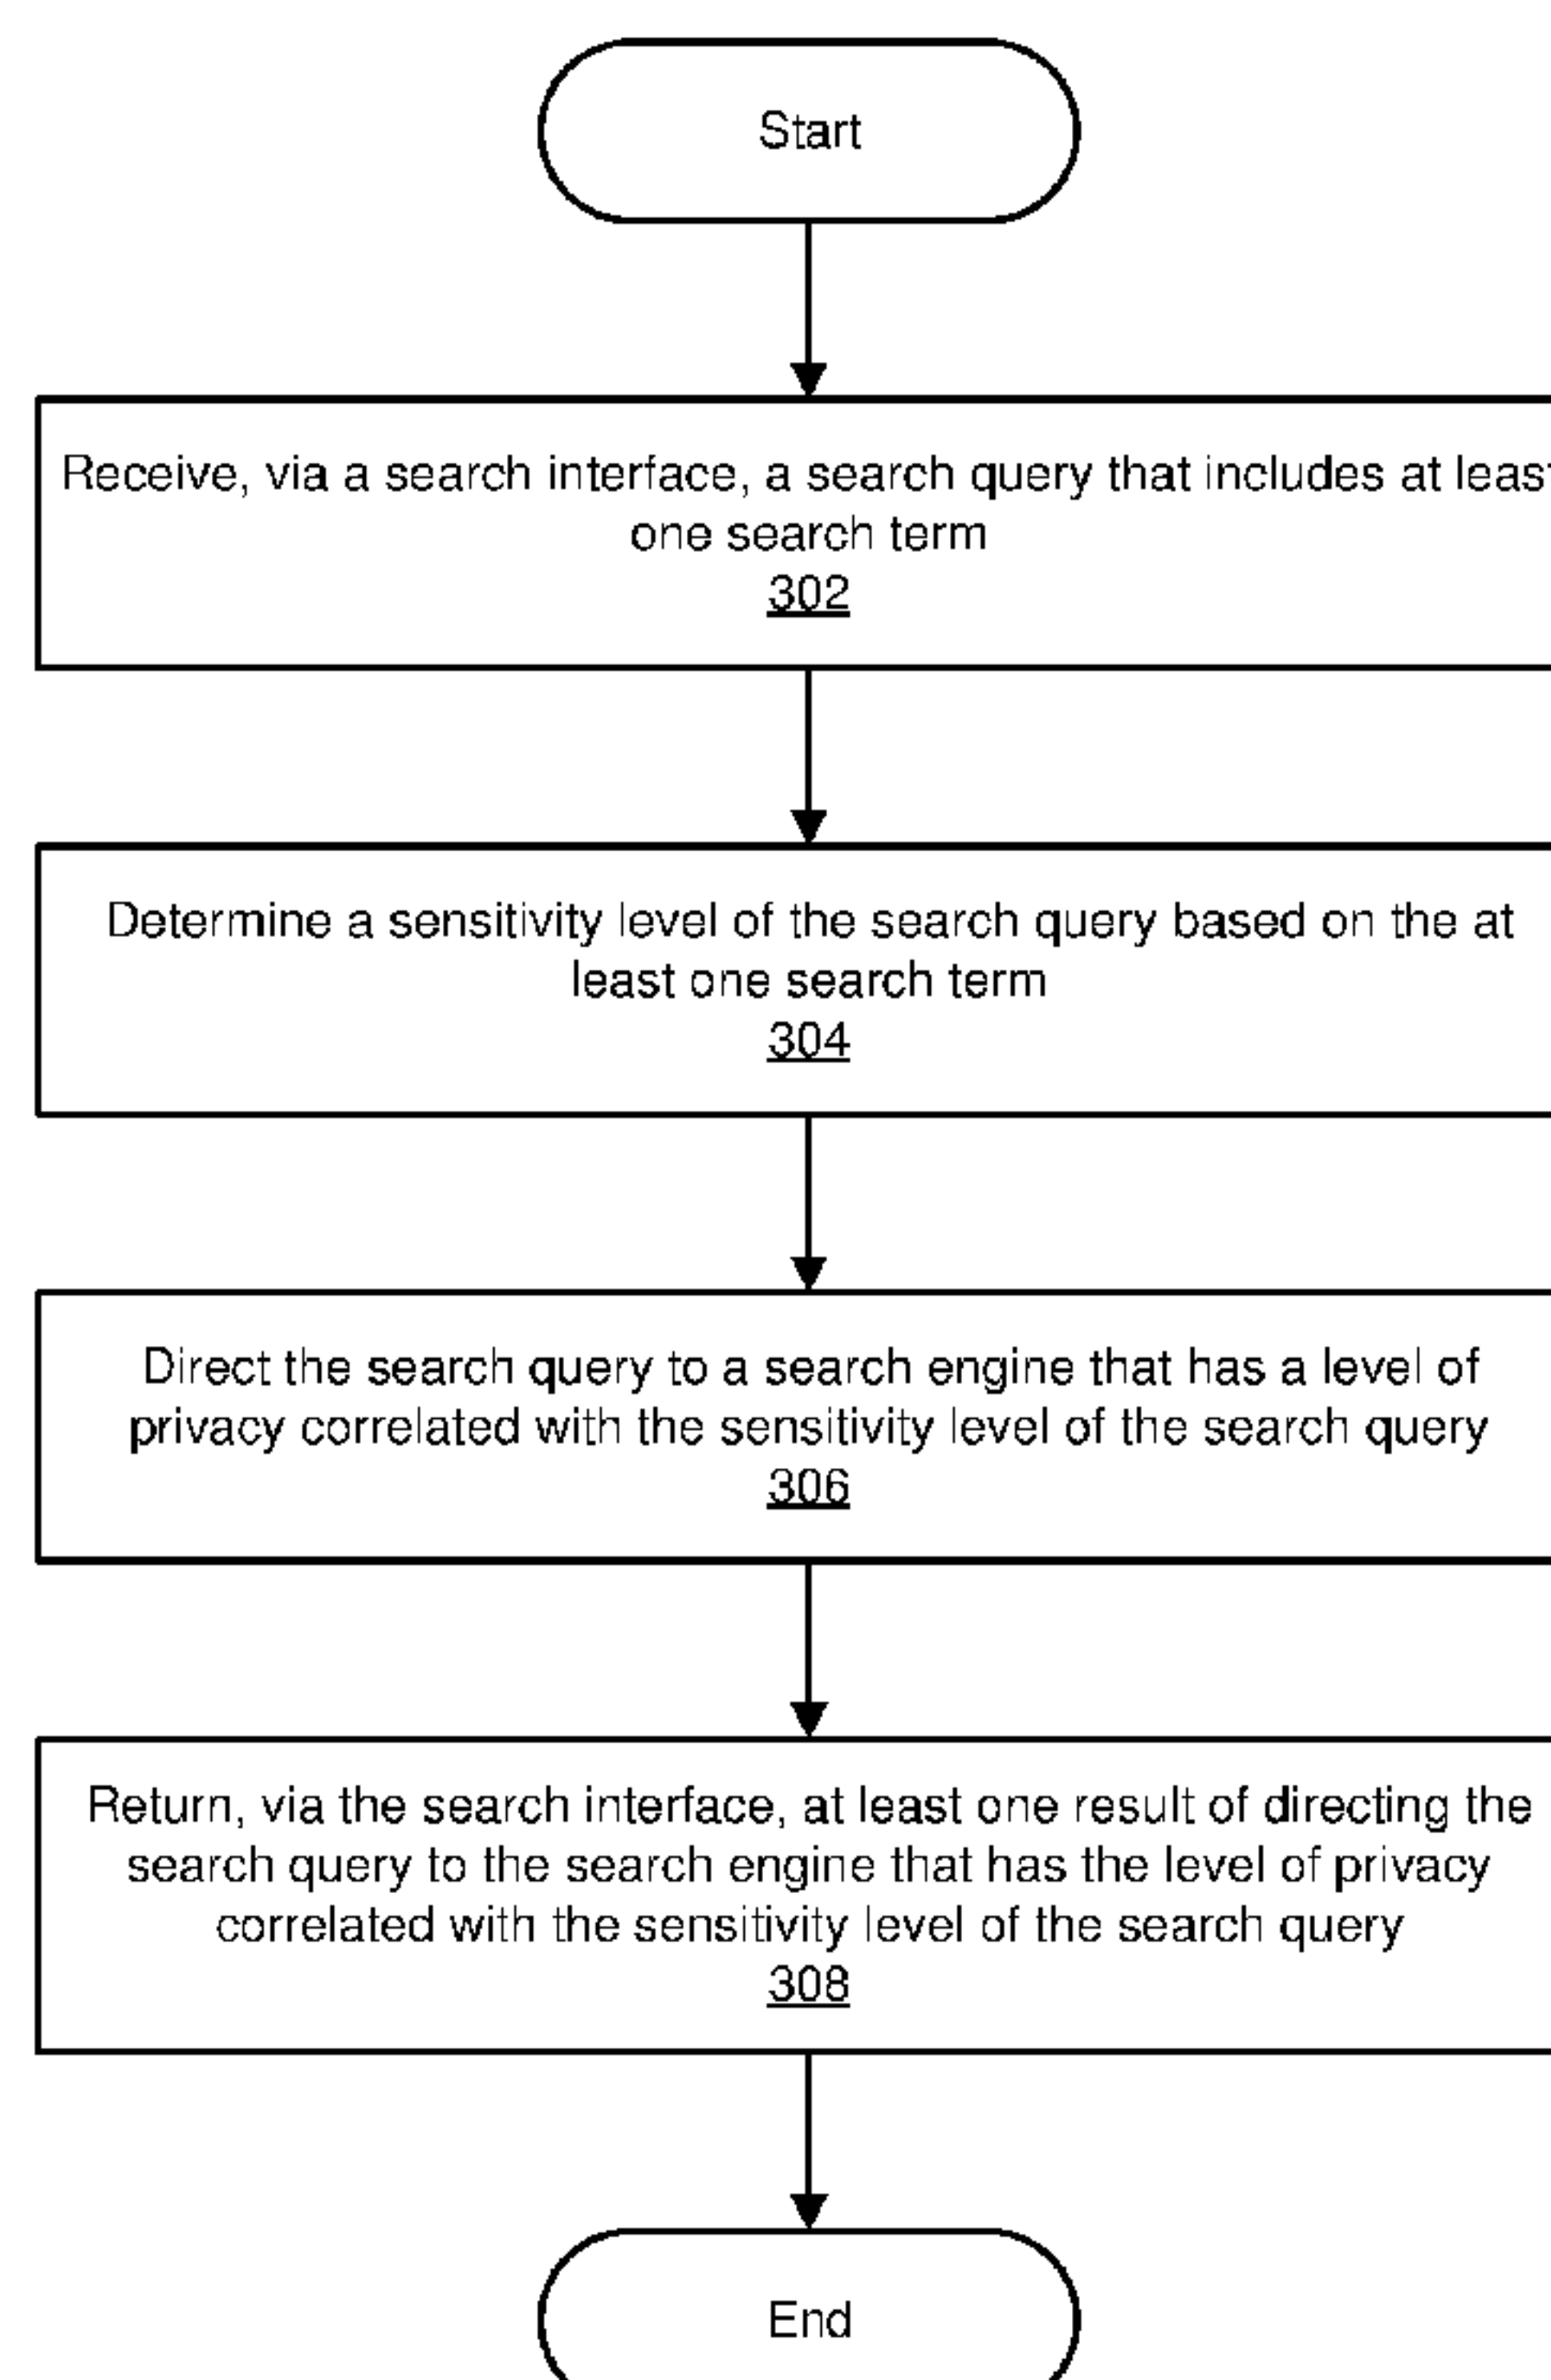 Start
Receive, via a search interface, a search query that includes at least
one search term
302
Determine a sensitivity level of the search query based on the at
least one search term
304
Direct the search query to a search engine that has a level of
privacy correlated with the sensitivity level of the search query
306
Return, via the search interface, at least one result of directing the
search query to the search engine that has the level of privacy
correlated with the sensitivity level of the search query
308
End